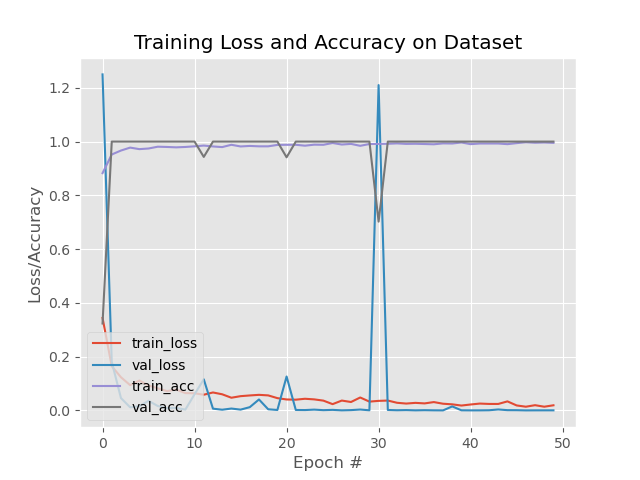 Training Loss and Accuracy on Dataset
Loss/Accuracy
1.2
1.0
0.8
0.6
0.4
0.2
0.0
train_loss
val_loss
train_acc
val_acc
0 10 20 30 40 50
Epoch #